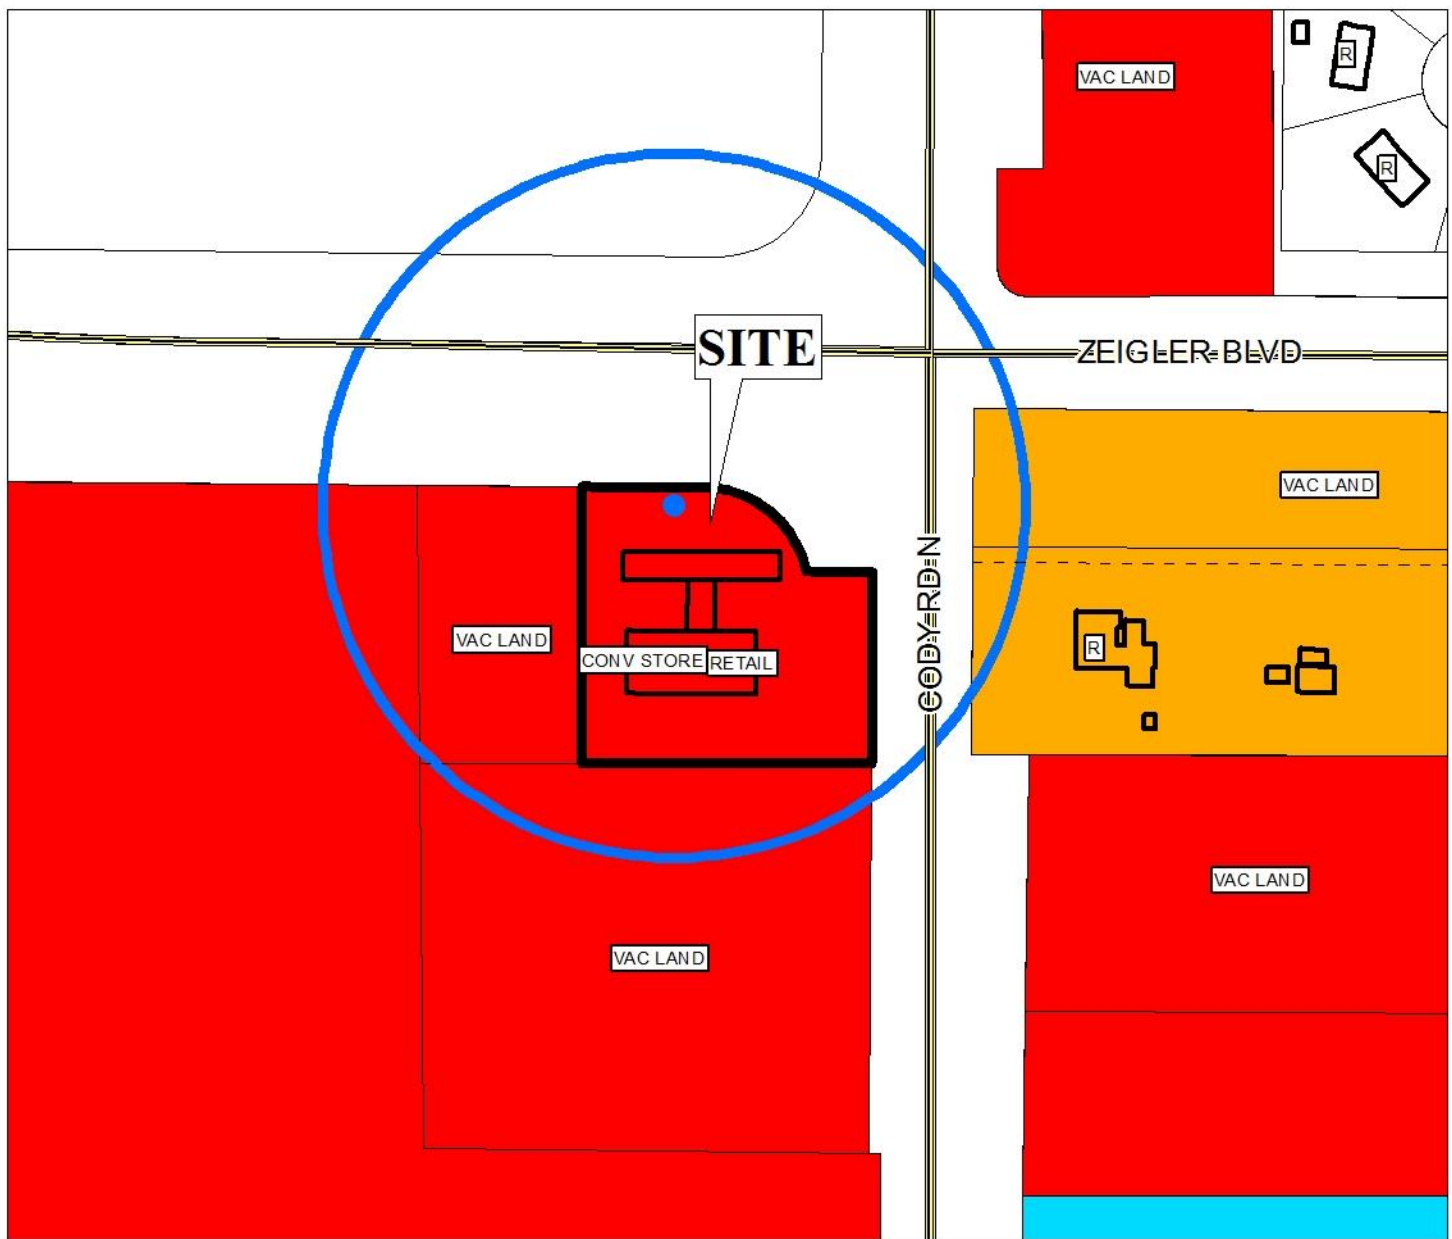 VAC LAND
R
R
SITE
ZEIGLER BLVD
VAC LAND
CODY RD N
VAC LAND
R
CONV STORE
RETAIL
VAC LAND
VAC LAND